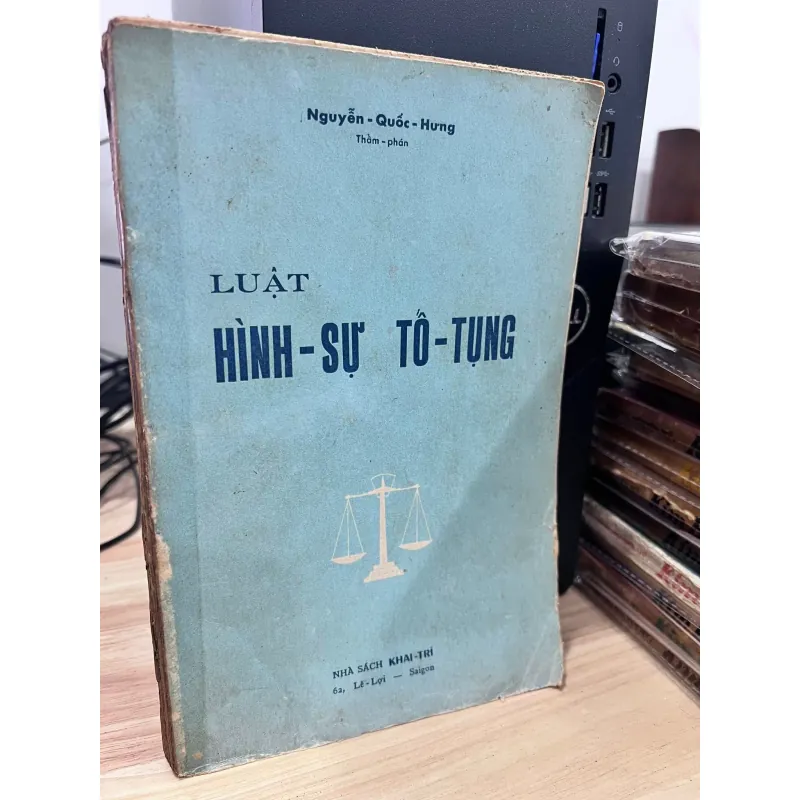 Nguyễn - Quốc - Hưng
Thẩm - phán
LUẬT
HÌNH - SỰ TỐ - TỤNG
NHÀ SÁCH KHAI-TRÍ
62, Lê-Lợi — Saigon